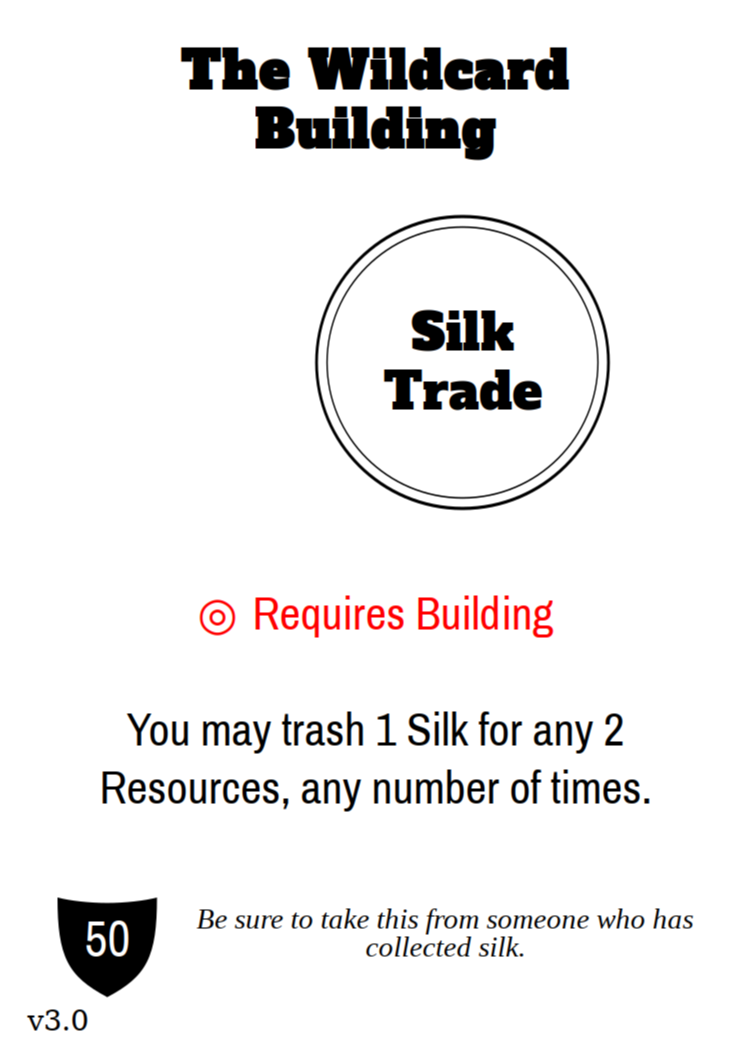 The Wildcard
Building
Silk
Trade
◎ Requires Building
You may trash 1 Silk for any 2
Resources, any number of times.
50
Be sure to take this from someone who has
collected silk.
v3.0